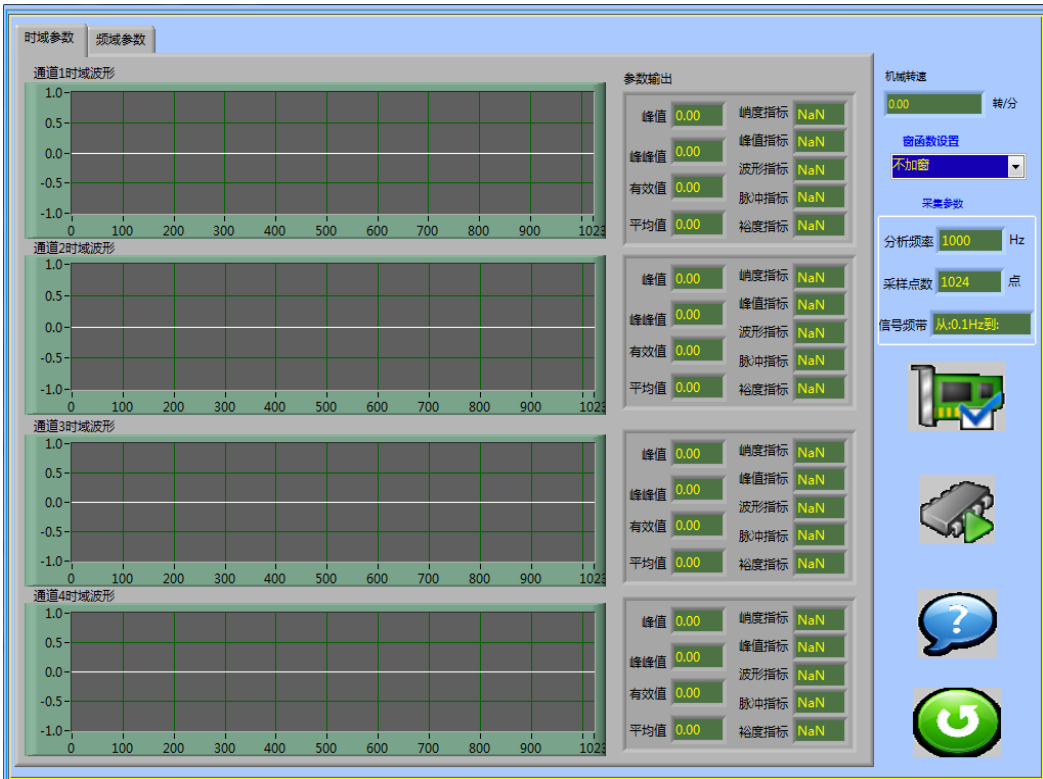 时域参数 频域参数
通道1时域波形
1.0
0.5
0.0
-0.5
-1.0
0 100 200 300 400 500 600 700 800 900 1023
通道2时域波形
1.0
0.5
0.0
-0.5
-1.0
0 100 200 300 400 500 600 700 800 900 1023
通道3时域波形
1.0
0.5
0.0
-0.5
-1.0
0 100 200 300 400 500 600 700 800 900 1023
通道4时域波形
1.0
0.5
0.0
-0.5
-1.0
0 100 200 300 400 500 600 700 800 900 1023
参数输出
峰值 0.00
峰峰值 0.00
有效值 0.00
平均值 0.00
峭度指标 NaN
峰值指标 NaN
波形指标 NaN
脉冲指标 NaN
裕度指标 NaN
峰值 0.00
峰峰值 0.00
有效值 0.00
平均值 0.00
峭度指标 NaN
峰值指标 NaN
波形指标 NaN
脉冲指标 NaN
裕度指标 NaN
峰值 0.00
峰峰值 0.00
有效值 0.00
平均值 0.00
峭度指标 NaN
峰值指标 NaN
波形指标 NaN
脉冲指标 NaN
裕度指标 NaN
峰值 0.00
峰峰值 0.00
有效值 0.00
平均值 0.00
峭度指标 NaN
峰值指标 NaN
波形指标 NaN
脉冲指标 NaN
裕度指标 NaN
机械转速
0.00 转/分
窗函数设置
不加窗
采集参数
分析频率 1000 Hz
采样点数 1024 点
信号频带 从:0.1Hz到:
?